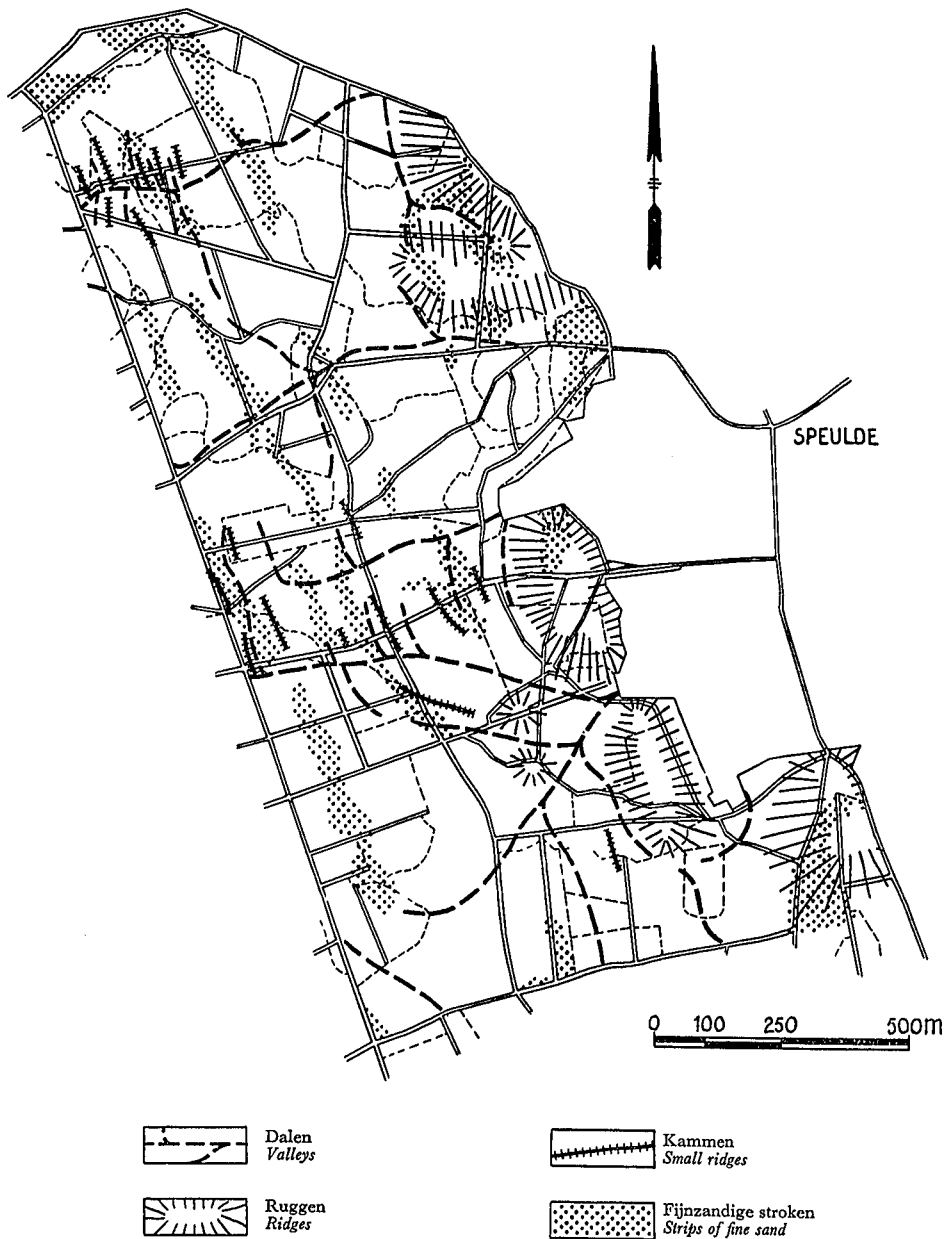 SPEULDE
0 100 250 500m
Dalen
Valleys
Kammen
Small ridges
Ruggen
Ridges
Fijnzandige stroken
Strips of fine sand